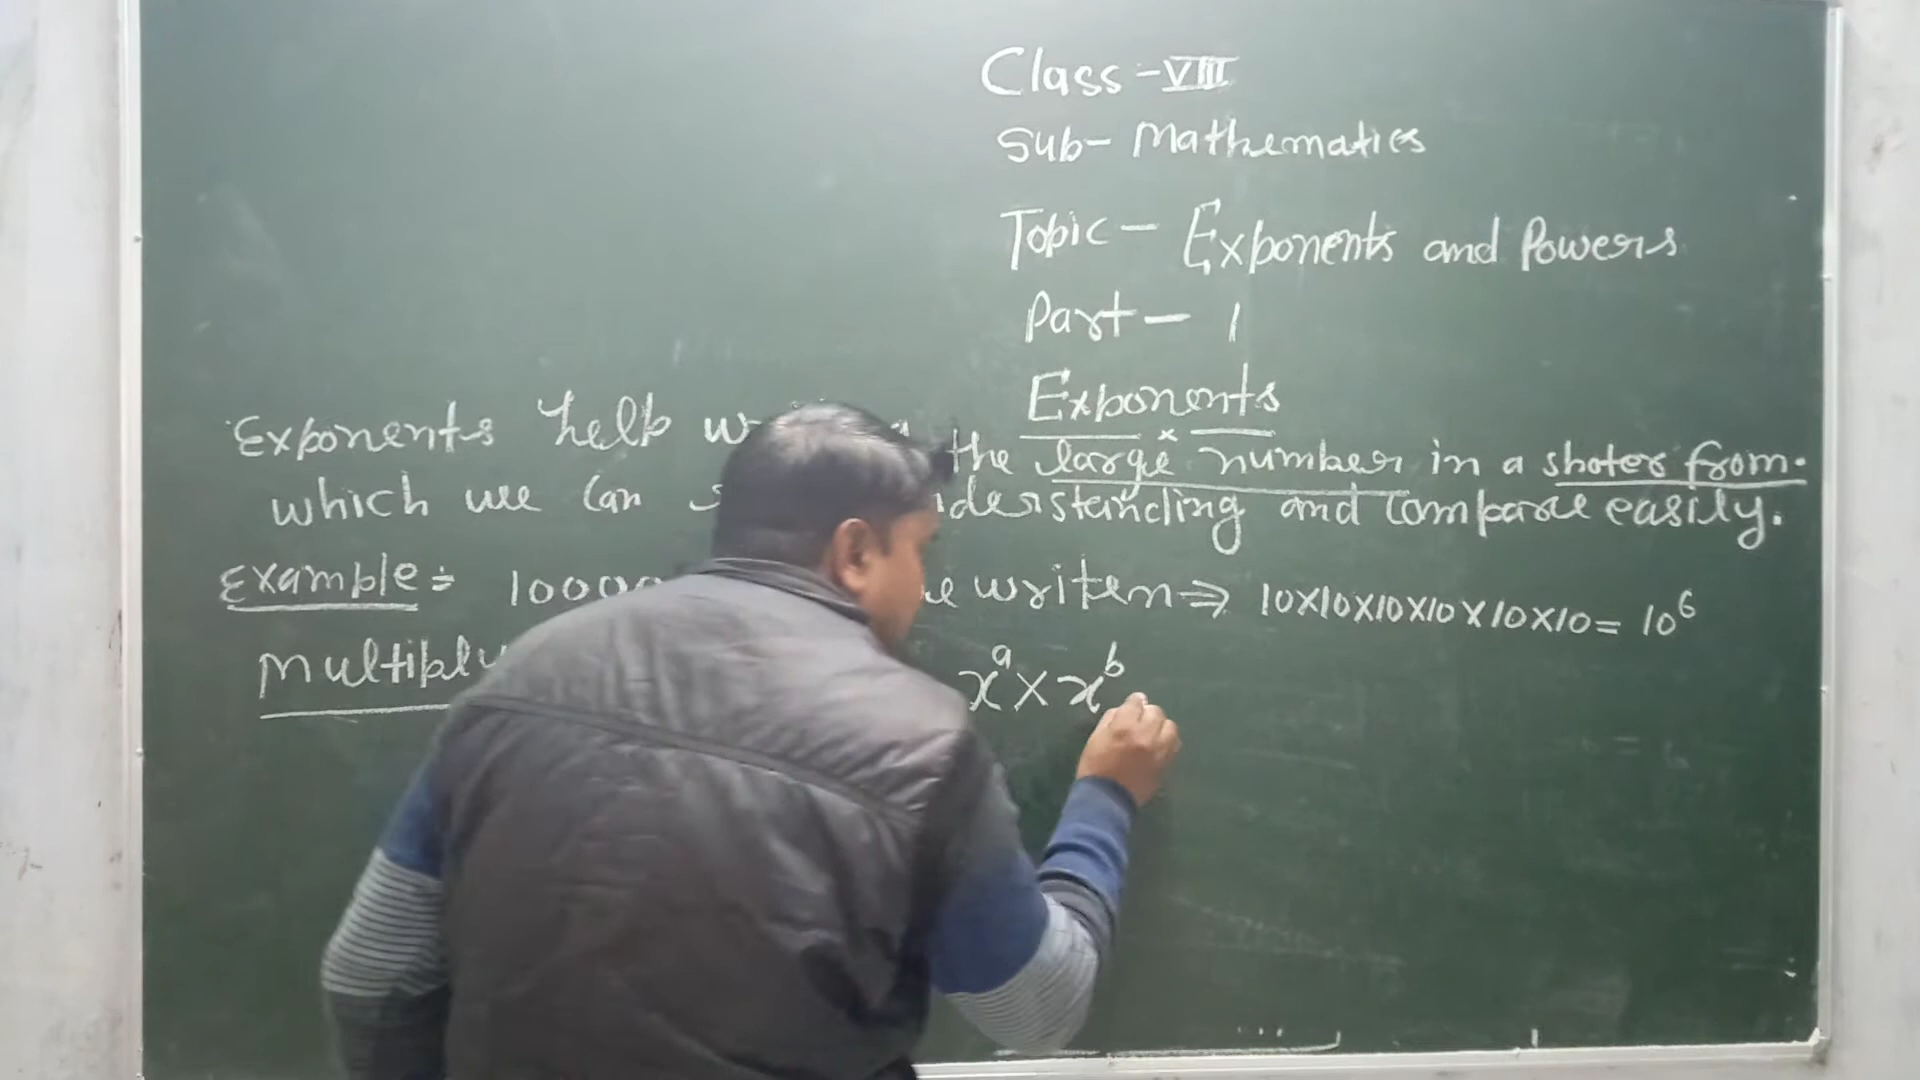 Class - VIII
Sub- Mathematics
Topic - Exponents and Powers
Part - 1
Exponents
Exponents help the large number in a shoter from.
which we can and compare easily.
Example:- writen ⇒ 10×10×10×10×10×10 = 10⁶
xᵃ × xᵇ